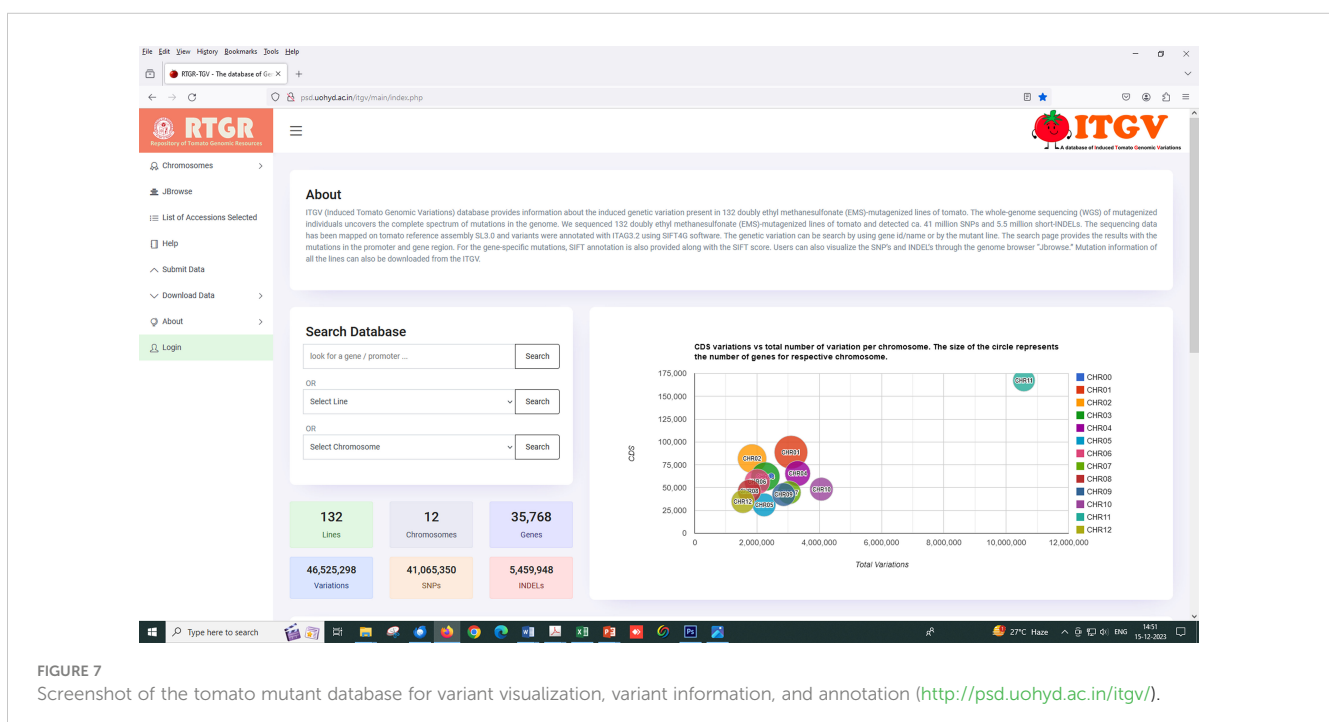 File Edit View History Bookmarks Tools Help
RTGR-TGV - The database of Ge
psd.uohyd.ac.in/itgv/main/index.php
RTGR
Repository of Tomato Genomic Resources
ITGV
A database of Induced Tomato Genomic Variations
Chromosomes
JBrowse
List of Accessions Selected
Help
Submit Data
Download Data
About
Login
About
ITGV (Induced Tomato Genomic Variations) database provides information about the induced genetic variation present in 132 doubly ethyl methanesulfonate (EMS)-mutagenized lines of tomato. The whole-genome sequencing (WGS) of mutagenized
individuals uncovers the complete spectrum of mutations in the genome. We sequenced 132 doubly ethyl methanesulfonate (EMS)-mutagenized lines of tomato and detected ca. 41 million SNPs and 5.5 million short-INDELs. The sequencing data
has been mapped on tomato reference assembly SL3.0 and variants were annotated with ITAG3.2 using SIFT4G software. The genetic variation can be search by using gene id/name or by the mutant line. The search page provides the results with the
mutations in the promoter and gene region. For the gene-specific mutations, SIFT annotation is also provided along with the SIFT score. Users can also visualize the SNP's and INDEL's through the genome browser "Jbrowse." Mutation information of
all the lines can also be downloaded from the ITGV.
Search Database
look for a gene / promoter ... Search
OR
Select Line Search
OR
Select Chromosome Search
132
Lines
12
Chromosomes
35,768
Genes
46,525,298
Variations
41,065,350
SNPs
5,459,948
INDELs
CDS variations vs total number of variation per chromosome. The size of the circle represents
the number of genes for respective chromosome.
175,000
150,000
125,000
100,000
75,000
50,000
25,000
0
CDS
CHR11
CHR02
CHR01
CHR04
CHR06
CHR08
CHR09
CHR10
CHR12
CHR05
0 2,000,000 4,000,000 6,000,000 8,000,000 10,000,000 12,000,000
Total Variations
CHR00
CHR01
CHR02
CHR03
CHR04
CHR05
CHR06
CHR07
CHR08
CHR09
CHR10
CHR11
CHR12
Type here to search
27°C Haze
ENG
14:51
15-12-2023
FIGURE 7
Screenshot of the tomato mutant database for variant visualization, variant information, and annotation (http://psd.uohyd.ac.in/itgv/).